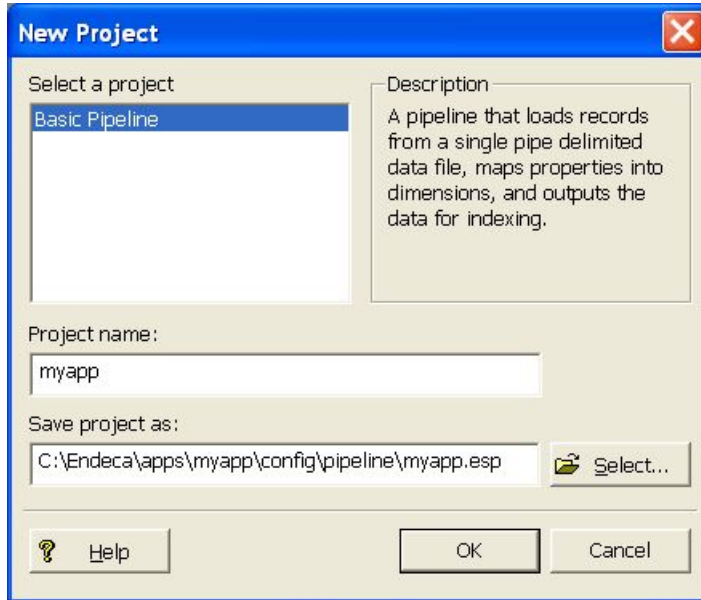 New Project
Select a project
Basic Pipeline
Description
A pipeline that loads records
from a single pipe delimited
data file, maps properties into
dimensions, and outputs the
data for indexing.
Project name:
myapp
Save project as:
C:\Endeca\apps\myapp\config\pipeline\myapp.esp
Select...
? Help
OK
Cancel